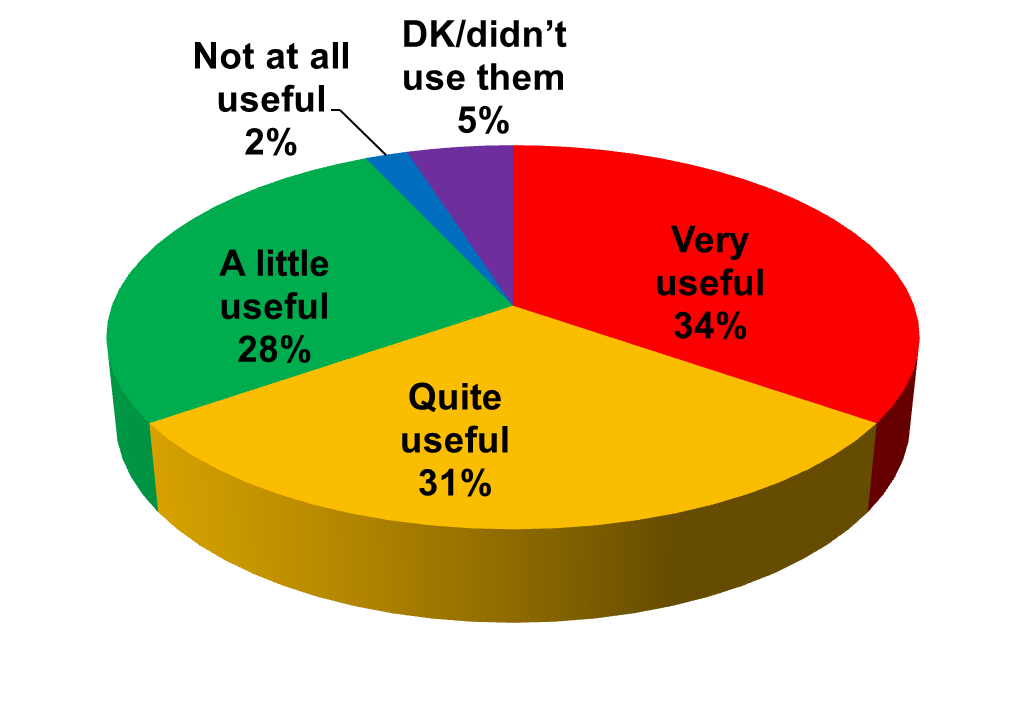 DK/didn’t
use them
5%
Not at all
useful
2%
Very
useful
34%
A little
useful
28%
Quite
useful
31%